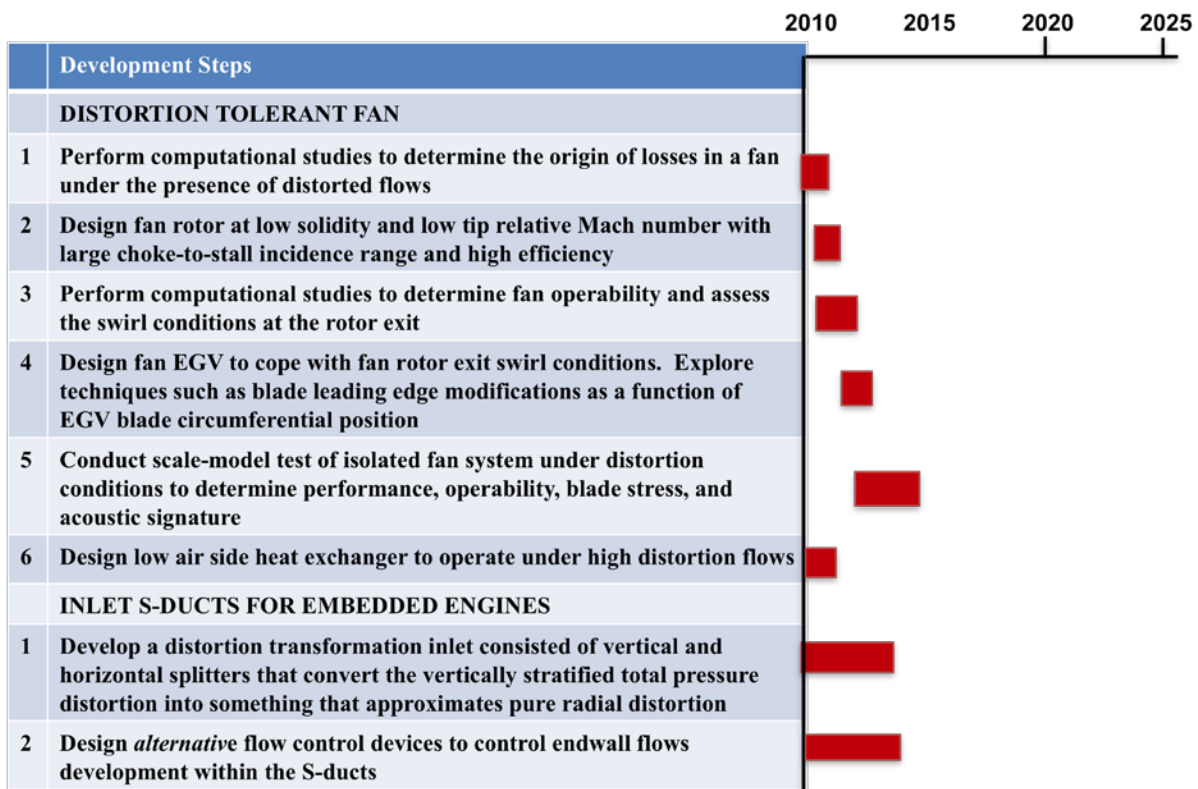 2010 2015 2020 2025
Development Steps
DISTORTION TOLERANT FAN
1 Perform computational studies to determine the origin of losses in a fan
under the presence of distorted flows
2 Design fan rotor at low solidity and low tip relative Mach number with
large choke-to-stall incidence range and high efficiency
3 Perform computational studies to determine fan operability and assess
the swirl conditions at the rotor exit
4 Design fan EGV to cope with fan rotor exit swirl conditions. Explore
techniques such as blade leading edge modifications as a function of
EGV blade circumferential position
5 Conduct scale-model test of isolated fan system under distortion
conditions to determine performance, operability, blade stress, and
acoustic signature
6 Design low air side heat exchanger to operate under high distortion flows
INLET S-DUCTS FOR EMBEDDED ENGINES
1 Develop a distortion transformation inlet consisted of vertical and
horizontal splitters that convert the vertically stratified total pressure
distortion into something that approximates pure radial distortion
2 Design alternative flow control devices to control endwall flows
development within the S-ducts